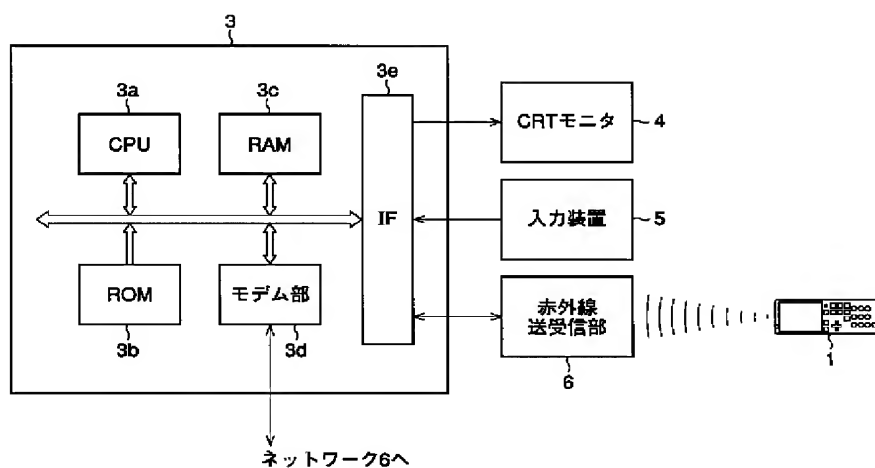 3
3a
CPU
3c
RAM
3e
IF
ROM
3b
モデム部
3d
CRTモニタ
4
入力装置
5
赤外線
送受信部
6
1
ネットワーク6へ